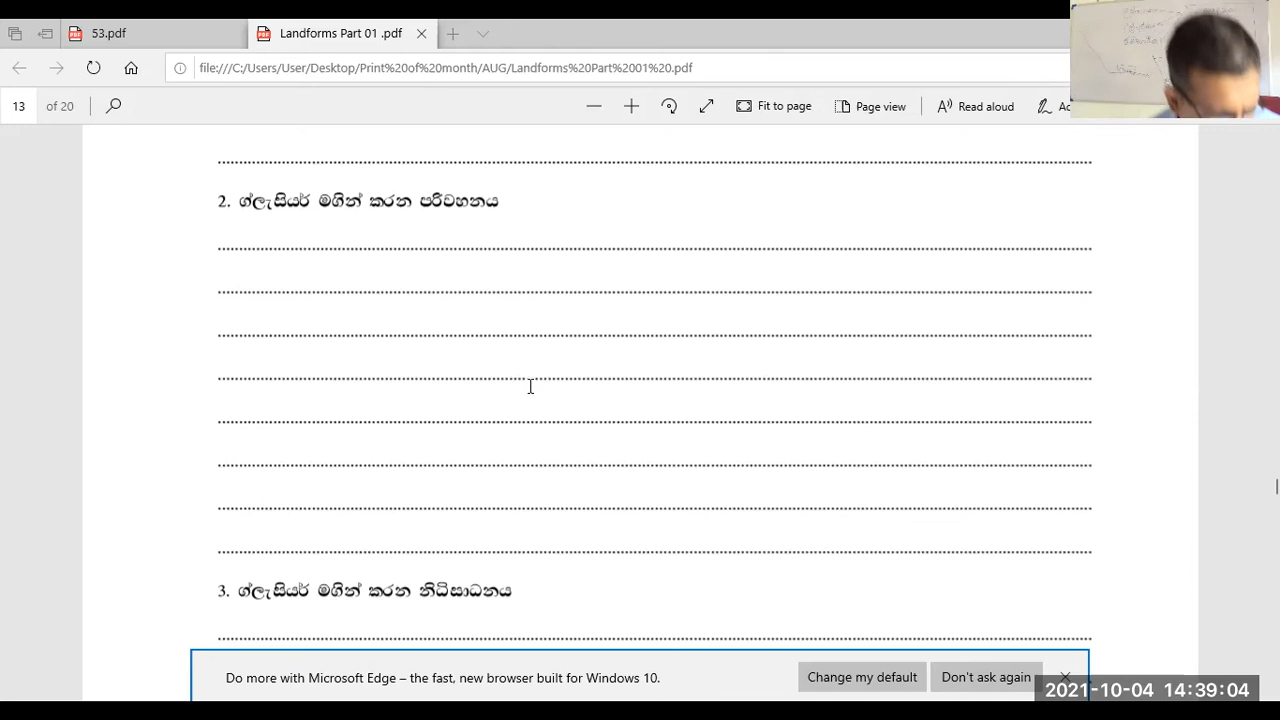 53.pdf
Landforms Part 01 .pdf
file:///C:/Users/User/Desktop/Print%20of%20month/AUG/Landforms%20Part%2001%20.pdf
13 of 20
Fit to page
Page view
Read aloud
2. ග්ලැසියර් මගින් කරන පරිවහනය
3. ග්ලැසියර් මගින් කරන නිධිසාධනය
Do more with Microsoft Edge – the fast, new browser built for Windows 10.
Change my default
Don't ask again
2021-10-04 14:39:04